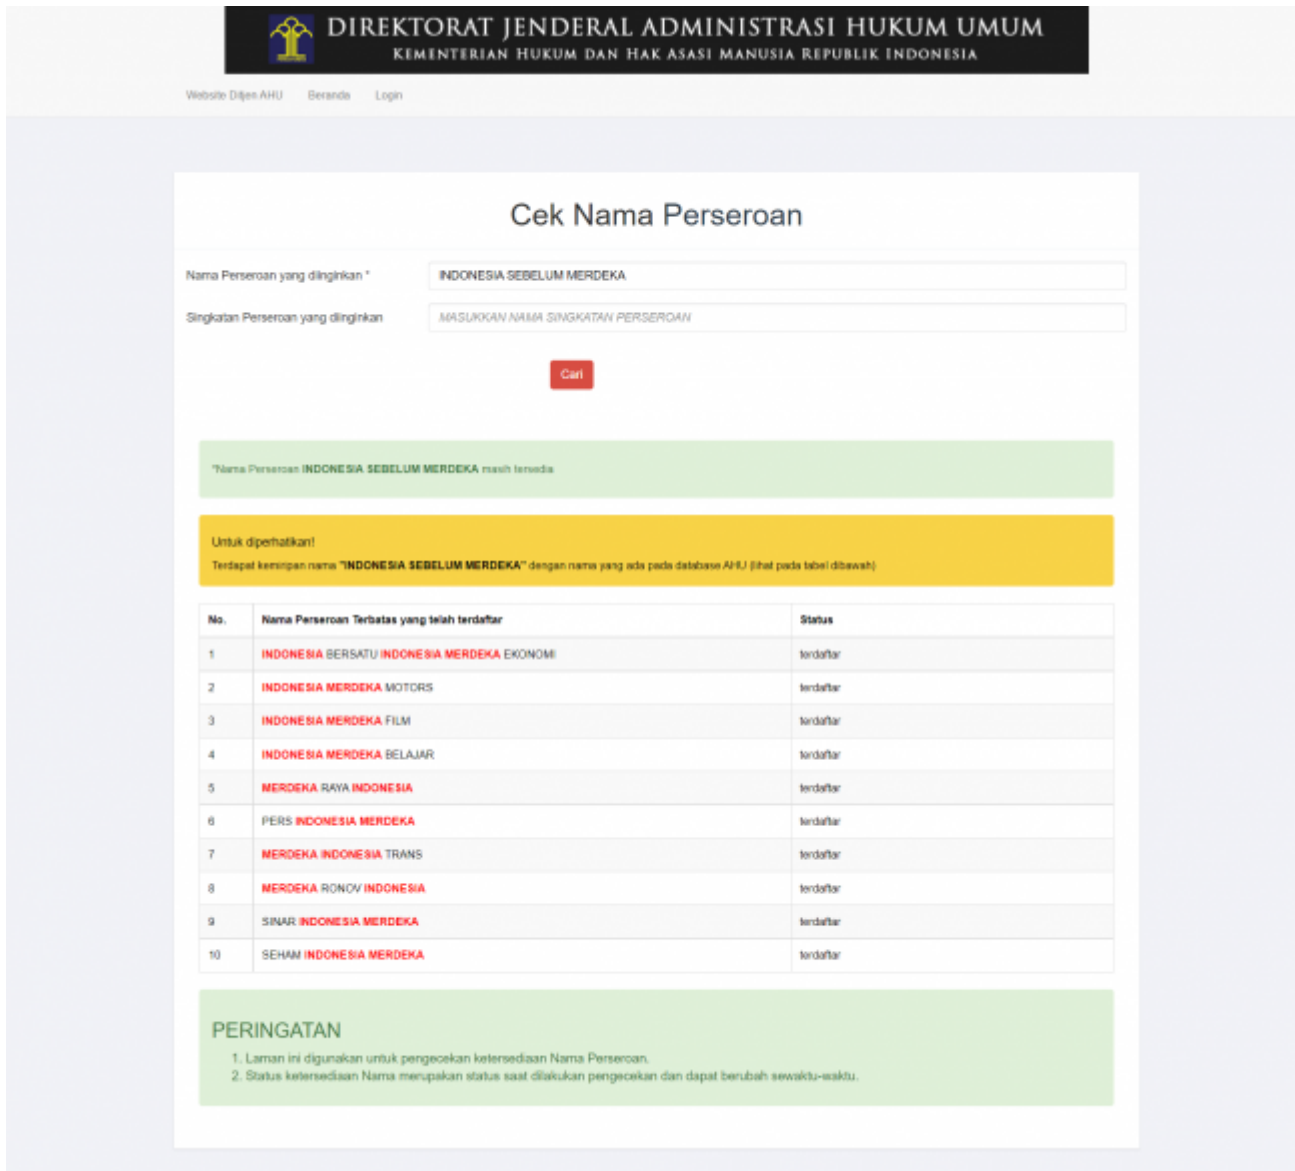 DIREKTORAT JENDERAL ADMINISTRASI HUKUM UMUM
KEMENTERIAN HUKUM DAN HAK ASASI MANUSIA REPUBLIK INDONESIA
Website Ditjen AHU Beranda Login
Cek Nama Perseroan
Nama Perseroan yang diinginkan * INDONESIA SEBELUM MERDEKA
Singkatan Perseroan yang diinginkan MASUKKAN NAMA SINGKATAN PERSEROAN
Cari
*Nama Perseroan INDONESIA SEBELUM MERDEKA masih tersedia
Untuk diperhatikan!
Terdapat kemiripan nama "INDONESIA SEBELUM MERDEKA" dengan nama yang ada pada database AHU (lihat pada tabel dibawah)
No. Nama Perseroan Terbatas yang telah terdaftar Status
1 INDONESIA BERSATU INDONESIA MERDEKA EKONOMI terdaftar
2 INDONESIA MERDEKA MOTORS terdaftar
3 INDONESIA MERDEKA FILM terdaftar
4 INDONESIA MERDEKA BELAJAR terdaftar
5 MERDEKA RAYA INDONESIA terdaftar
6 PERS INDONESIA MERDEKA terdaftar
7 MERDEKA INDONESIA TRANS terdaftar
8 MERDEKA RONOV INDONESIA terdaftar
9 SINAR INDONESIA MERDEKA terdaftar
10 SEHAM INDONESIA MERDEKA terdaftar
PERINGATAN
1. Laman ini digunakan untuk pengecekan ketersediaan Nama Perseroan.
2. Status ketersediaan Nama merupakan status saat dilakukan pengecekan dan dapat berubah sewaktu-waktu.